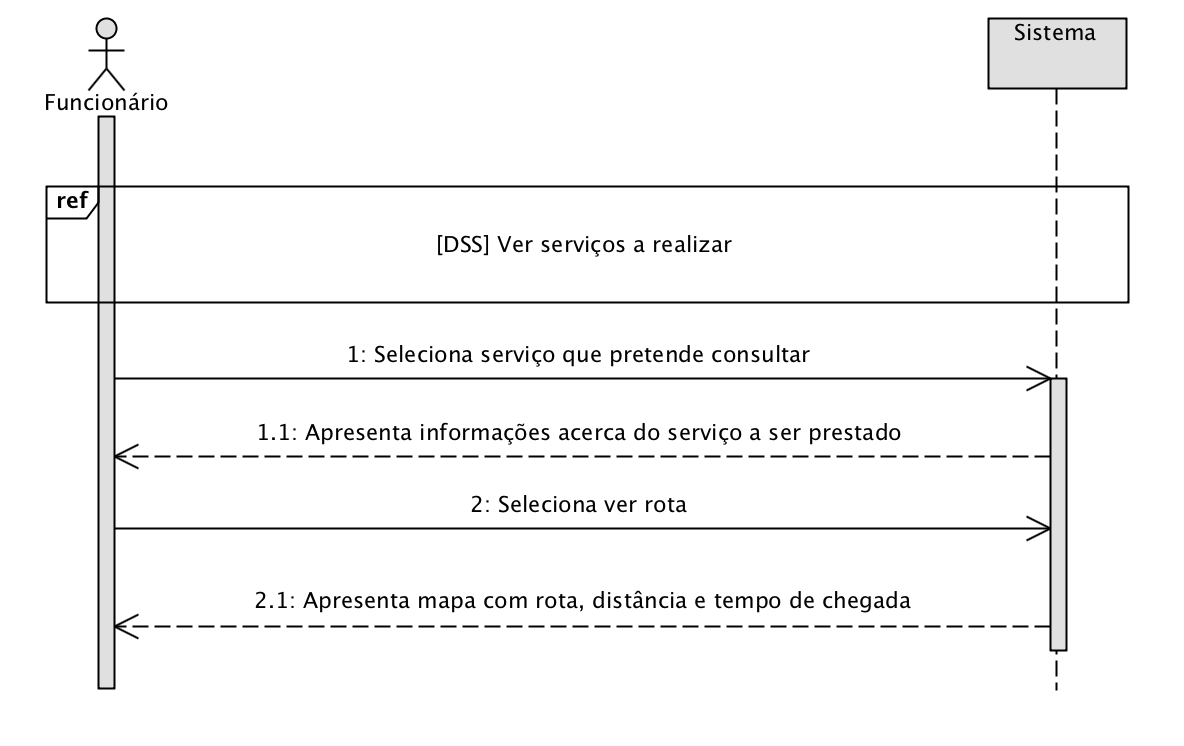 Funcionário
Sistema
ref
[DSS] Ver serviços a realizar
1: Seleciona serviço que pretende consultar
1.1: Apresenta informações acerca do serviço a ser prestado
2: Seleciona ver rota
2.1: Apresenta mapa com rota, distância e tempo de chegada